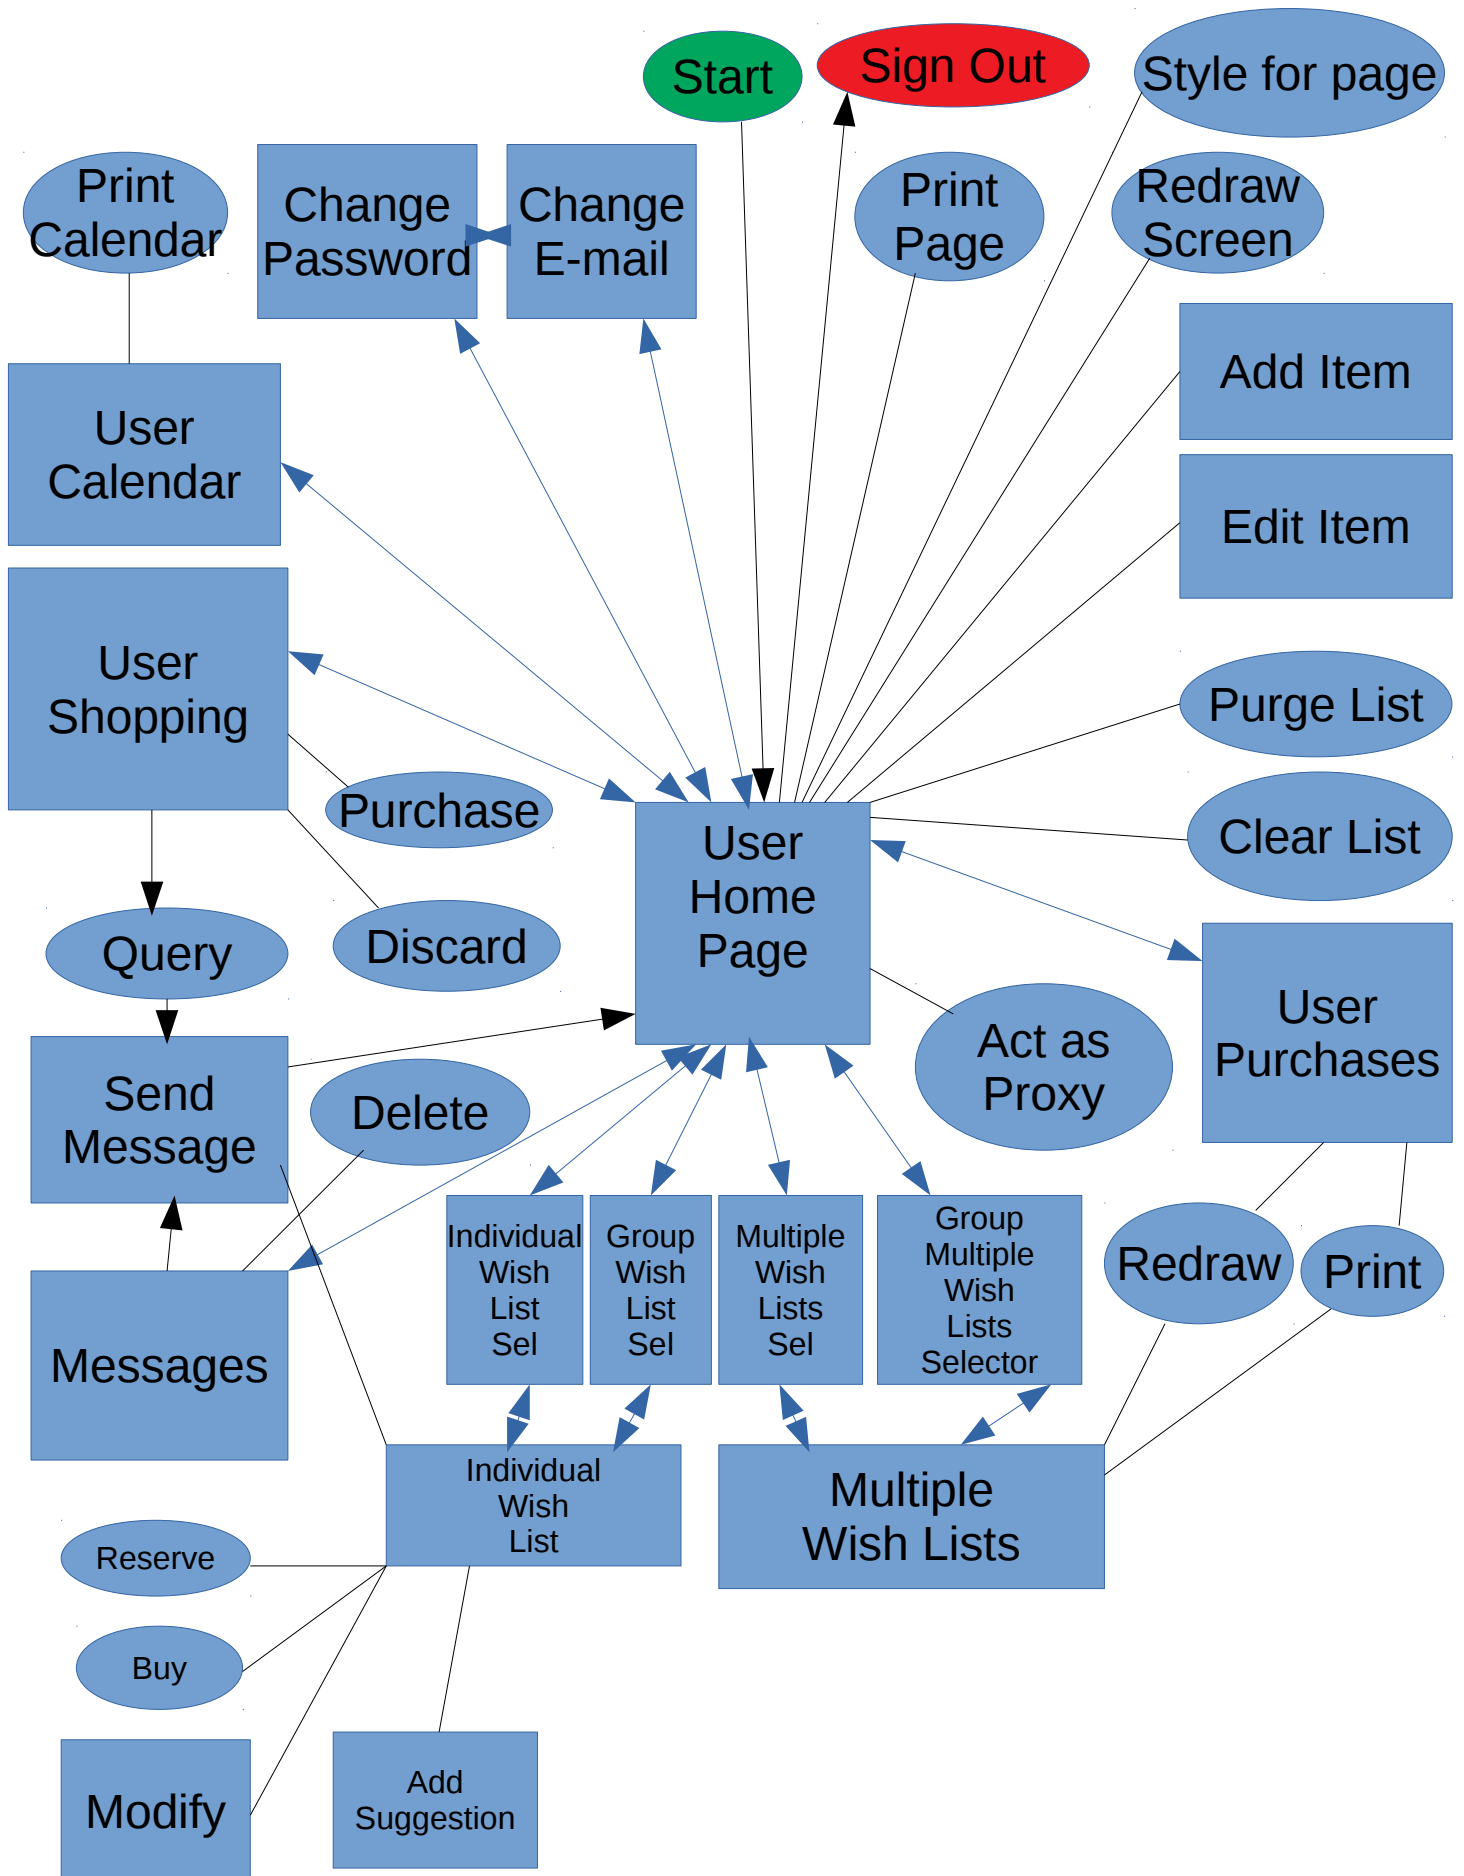 Start
Sign Out
Style for page
Print
Calendar
Change
Password
Change
E-mail
Print
Page
Redraw
Screen
Add Item
User
Calendar
Edit Item
User
Shopping
Purge List
Purchase
Clear List
User
Home
Page
Query
Discard
User
Purchases
Act as
Proxy
Send
Message
Delete
Individual
Wish
List
Sel
Group
Wish
List
Sel
Multiple
Wish
Lists
Sel
Group
Multiple
Wish
Lists
Selector
Redraw
Print
Messages
Individual
Wish
List
Multiple
Wish Lists
Reserve
Buy
Modify
Add
Suggestion